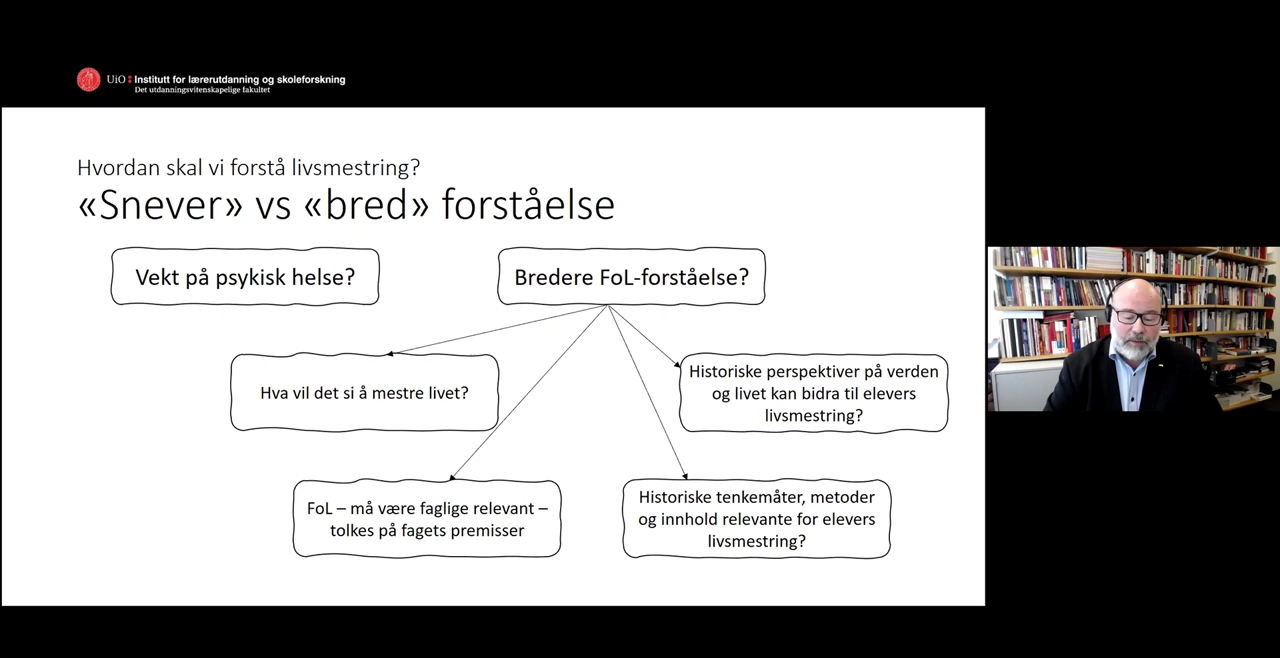 UiO Institutt for lærerutdanning og skoleforskning
Det utdanningsvitenskapelige fakultet
Hvordan skal vi forstå livsmestring?
«Snever» vs «bred» forståelse
Vekt på psykisk helse?
Bredere FoL-forståelse?
Hva vil det si å mestre livet?
Historiske perspektiver på verden
og livet kan bidra til elevers
livsmestring?
FoL – må være faglige relevant –
tolkes på fagets premisser
Historiske tenkemåter, metoder
og innhold relevante for elevers
livsmestring?